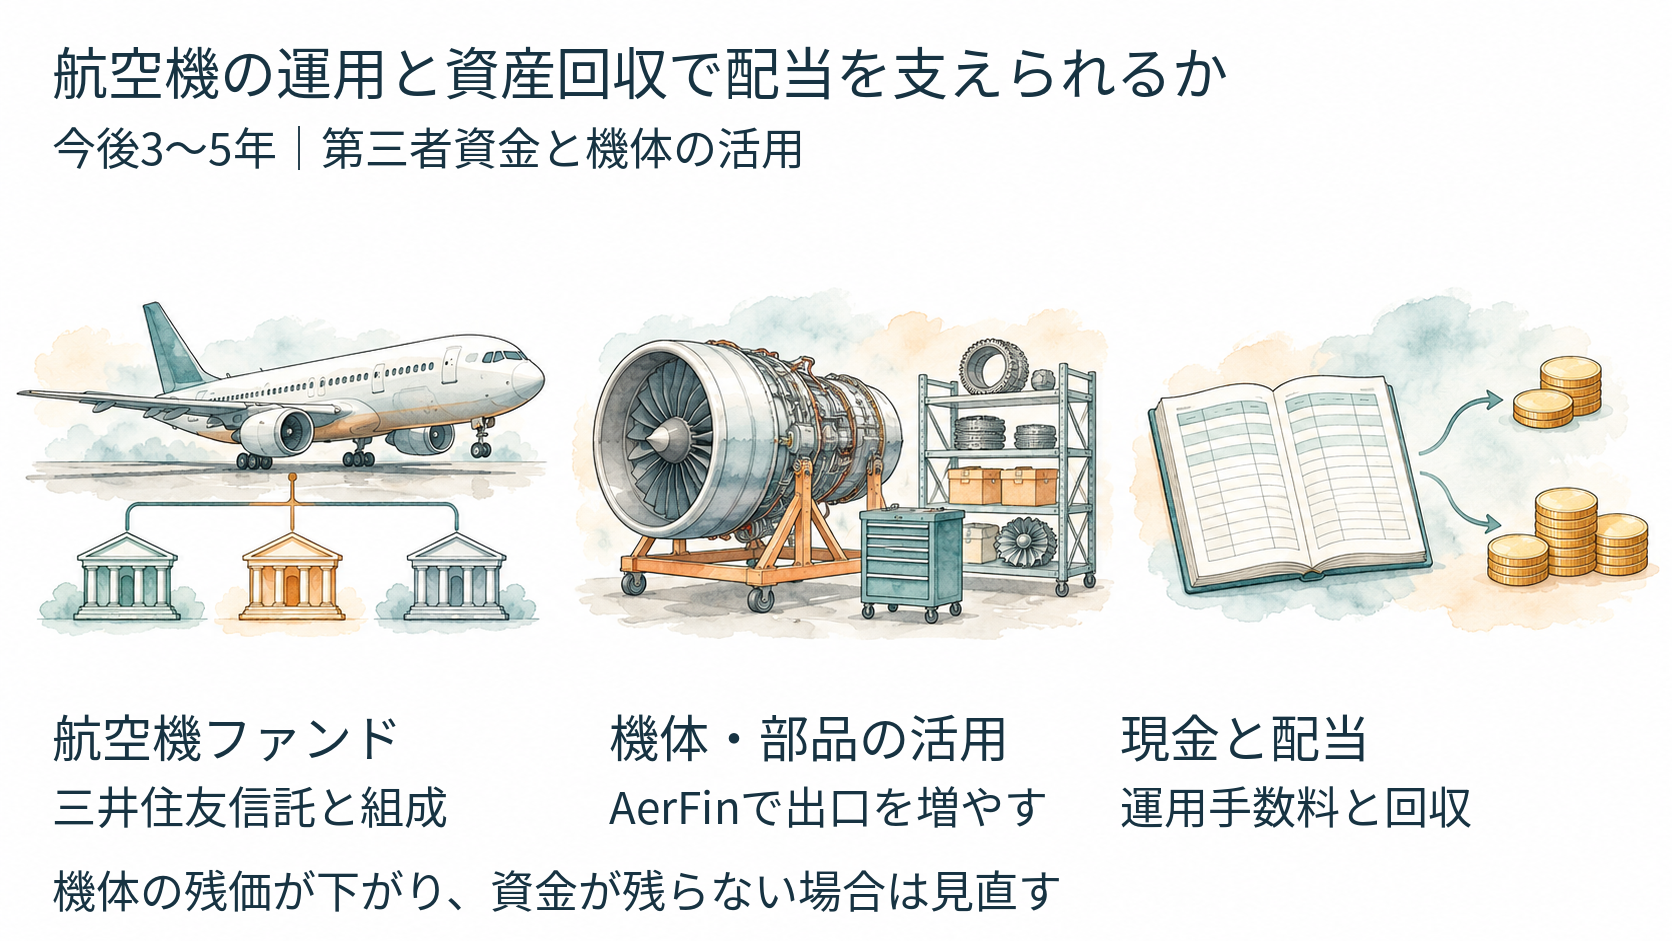 航空機の運用と資産回収で配当を支えられるか
今後3〜5年｜第三者資金と機体の活用
航空機ファンド
三井住友信託と組成
機体・部品の活用
AerFinで出口を増やす
現金と配当
運用手数料と回収
機体の残価が下がり、資金が残らない場合は見直す